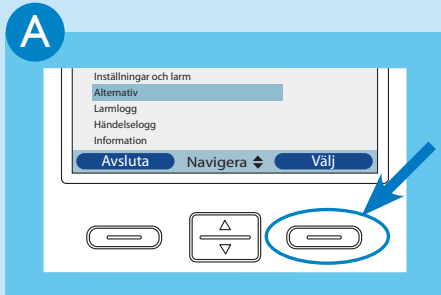 A
Inställningar och larm
Alternativ
Larmlogg
Händelselogg
Information
Avsluta Navigera Välj